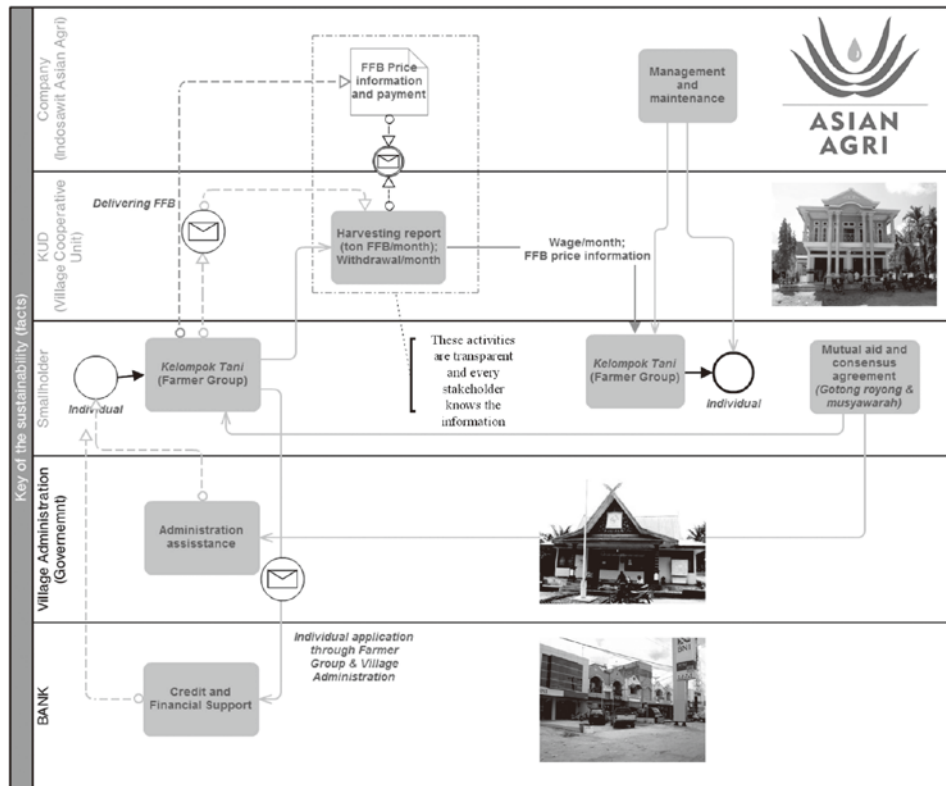 Key of the sustainability (facts)
Company
(Indosawit Asian Agri)
FFB Price
information
and payment
Management
and
maintenance
ASIAN
AGRI
KUD
(Village Cooperative
Unit)
Delivering FFB
Harvesting report
(ton FFB/month);
Withdrawal/month
Wage/month;
FFB price information
Smallholder
Individual
Kelompok Tani
(Farmer Group)
These activities
are transparent
and every
stakeholder
knows the
information
Kelompok Tani
(Farmer Group)
Individual
Mutual aid and
consensus
agreement
(Gotong royong &
musyawarah)
Village Administration
(Governemnt)
Administration
assisstance
Individual application
through Farmer
Group & Village
Administration
BANK
Credit and
Financial Support
BNI